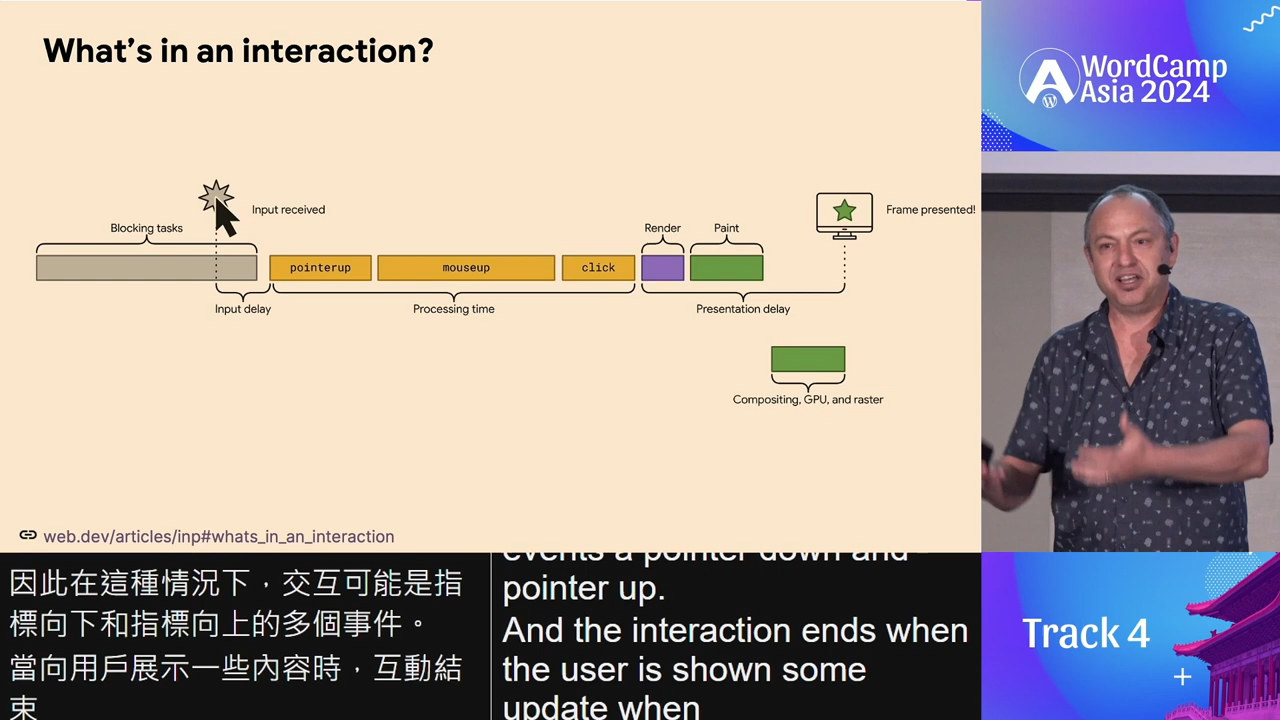 What's in an interaction?
Input received
Blocking tasks
Render
Paint
Frame presented!
pointerup
mouseup
click
Input delay
Processing time
Presentation delay
Compositing, GPU, and raster
web.dev/articles/inp#whats_in_an_interaction
WordCamp
Asia 2024
因此在這種情況下，交互可能是指
標向下和指標向上的多個事件。
當向用戶展示一些內容時，互動結
束
events a pointer down and
pointer up.
And the interaction ends when
the user is shown some
update when
Track 4